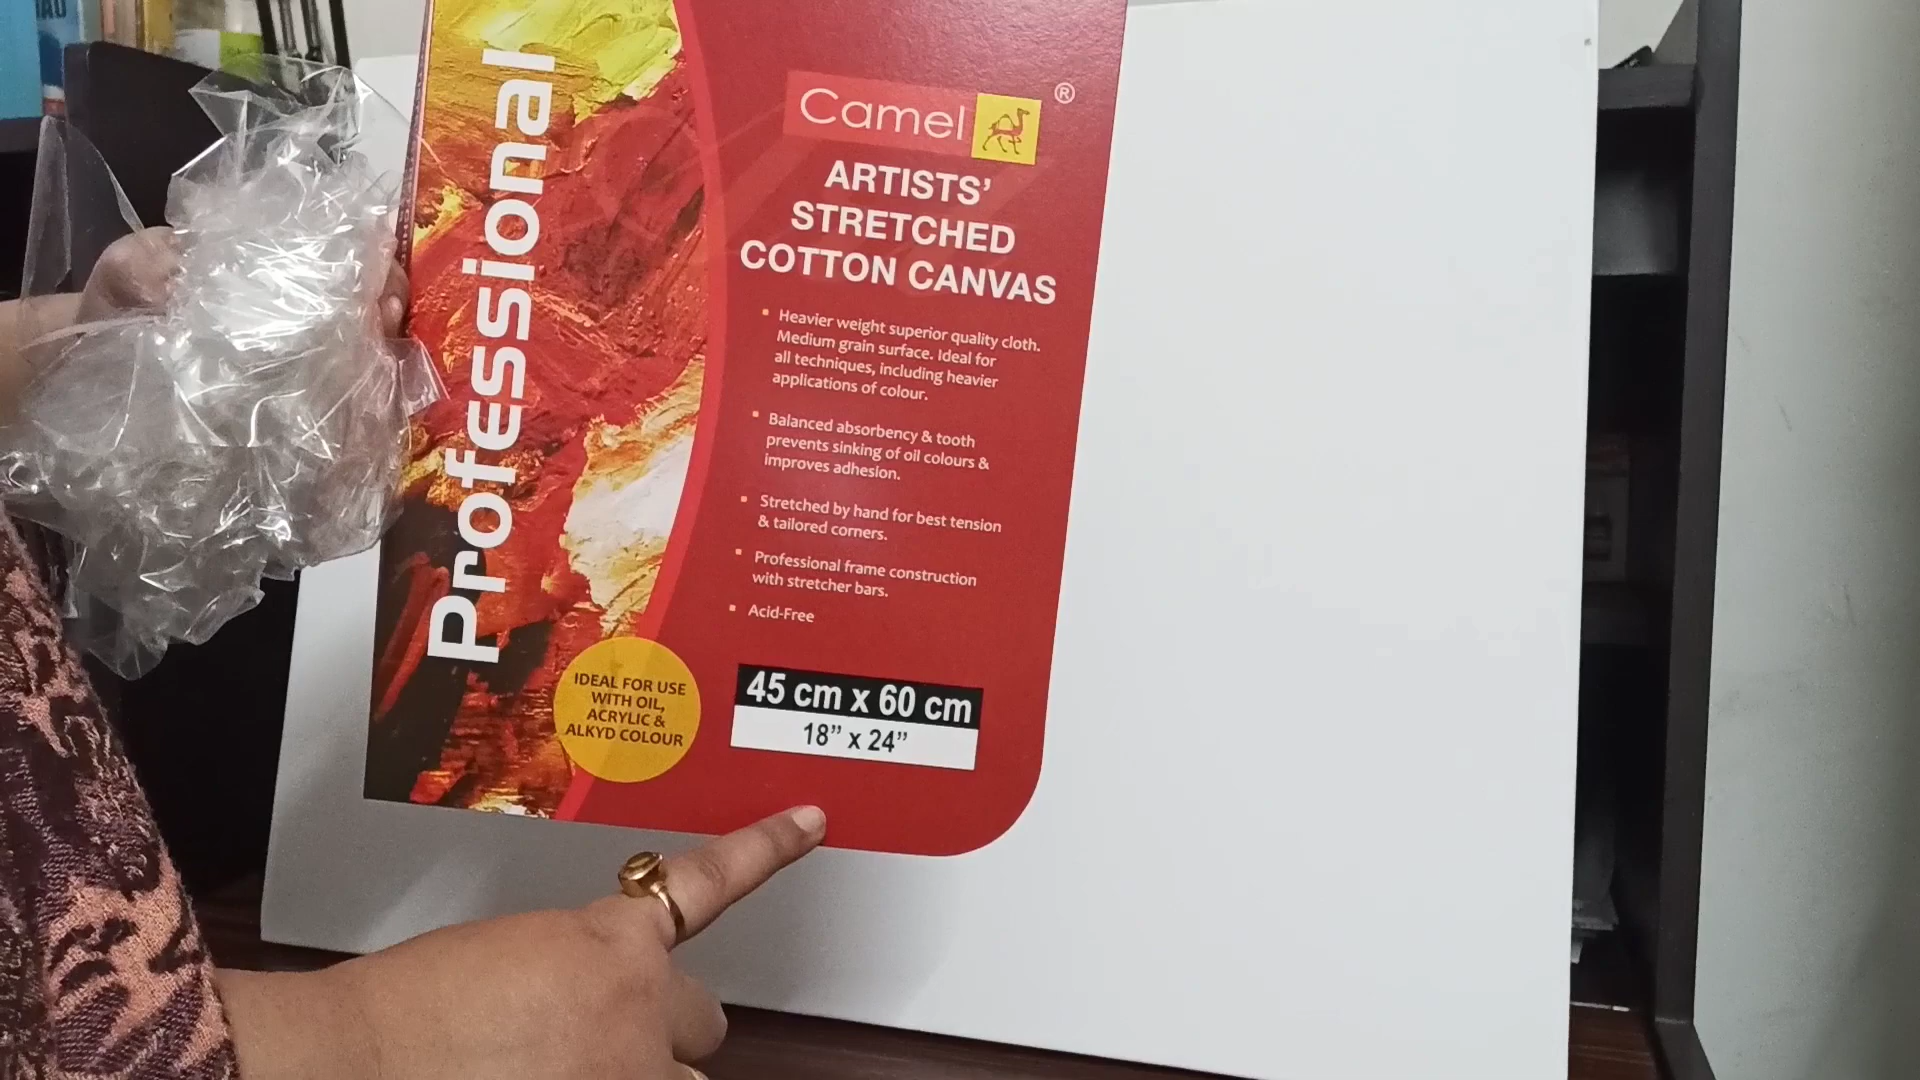 Professional
Camel ®
ARTISTS'
STRETCHED
COTTON CANVAS
▪ Heavier weight superior quality cloth.
Medium grain surface. Ideal for
all techniques, including heavier
applications of colour.
▪ Balanced absorbency & tooth
prevents sinking of oil colours &
improves adhesion.
▪ Stretched by hand for best tension
& tailored corners.
▪ Professional frame construction
with stretcher bars.
▪ Acid-Free
IDEAL FOR USE
WITH OIL,
ACRYLIC &
ALKYD COLOUR
45 cm x 60 cm
18” x 24”